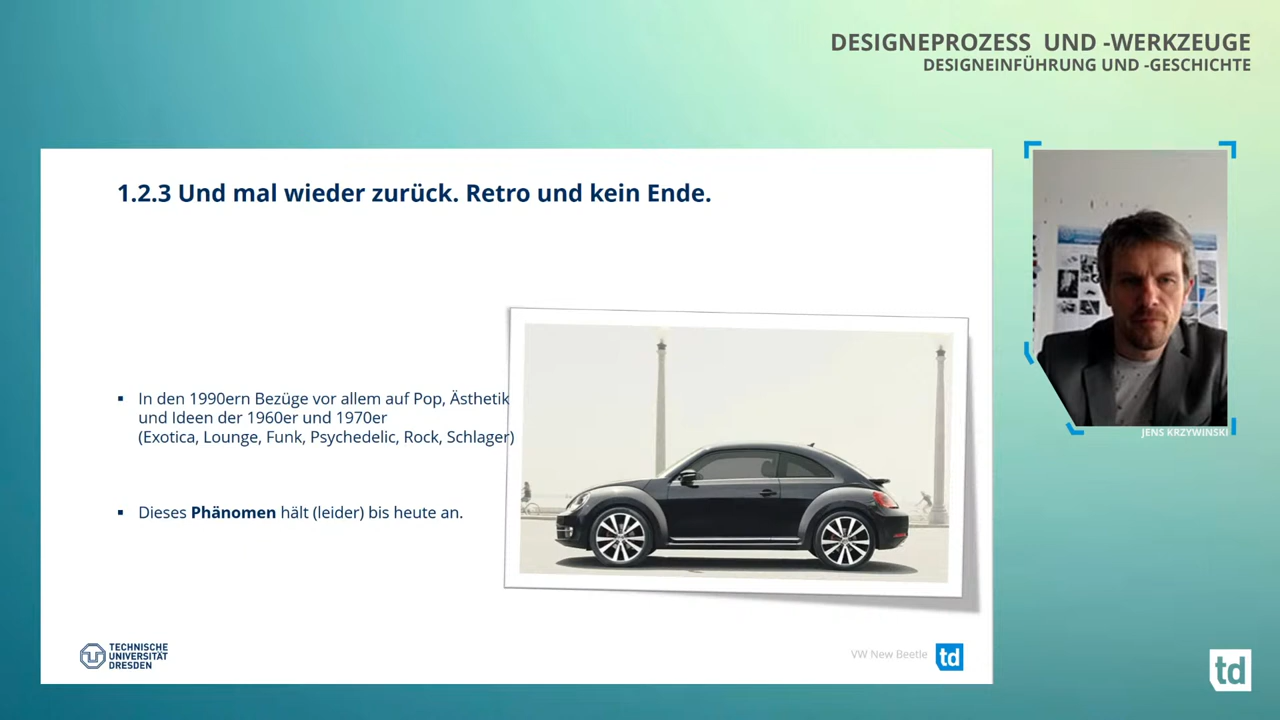 DESIGNEPROZESS UND -WERKZEUGE
DESIGNEINFÜHRUNG UND -GESCHICHTE
1.2.3 Und mal wieder zurück. Retro und kein Ende.
▪ In den 1990ern Bezüge vor allem auf Pop, Ästhetik
und Ideen der 1960er und 1970er
(Exotica, Lounge, Funk, Psychedelic, Rock, Schlager)
▪ Dieses Phänomen hält (leider) bis heute an.
JENS KRZYWINSKI
TECHNISCHE
UNIVERSITÄT
DRESDEN
VW New Beetle
td
td